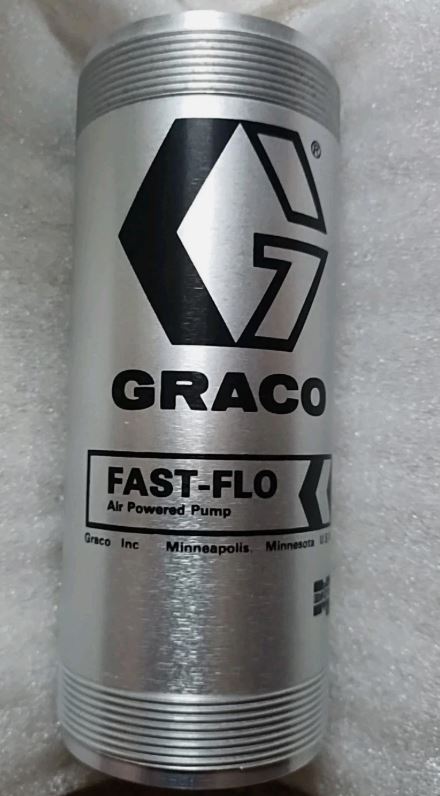 ®
GRACO
FAST-FLO
Air Powered Pump
Graco Inc Minneapolis, Minnesota